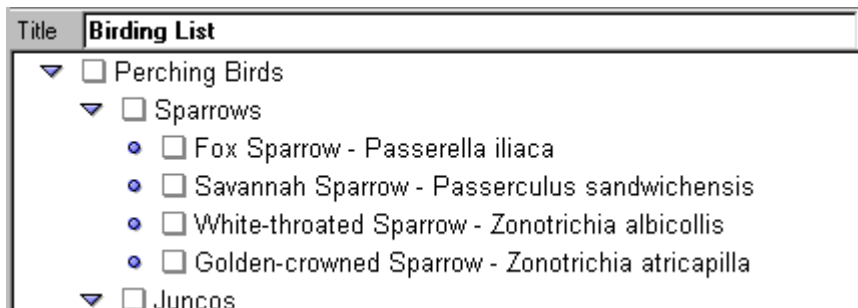 Title Birding List
Perching Birds
Sparrows
Fox Sparrow - Passerella iliaca
Savannah Sparrow - Passerculus sandwichensis
White-throated Sparrow - Zonotrichia albicollis
Golden-crowned Sparrow - Zonotrichia atricapilla
Juncos